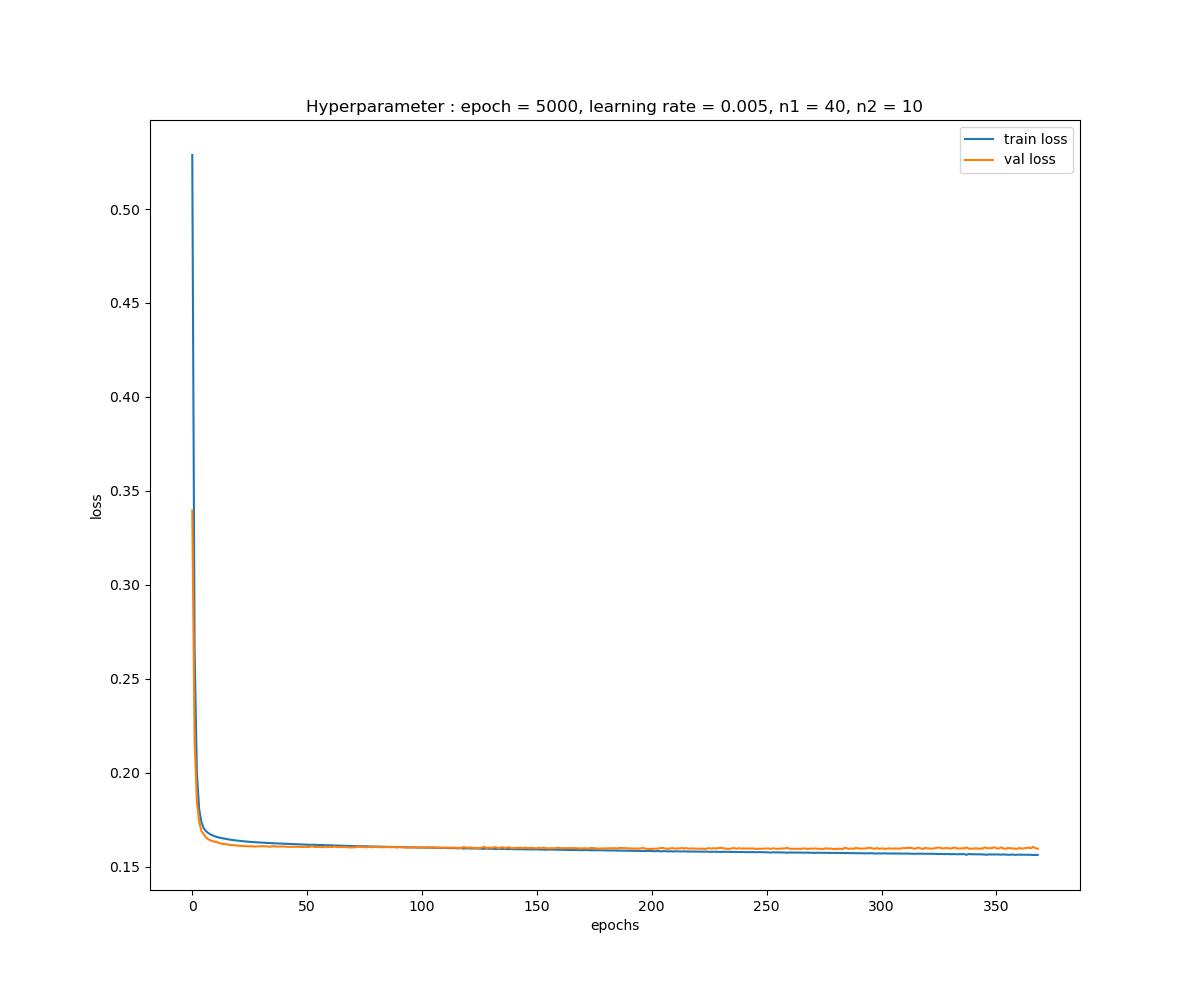 Hyperparameter : epoch = 5000, learning rate = 0.005, n1 = 40, n2 = 10
train loss
val loss
0.50
0.45
0.40
0.35
0.30
0.25
0.20
0.15
loss
0 50 100 150 200 250 300 350
epochs